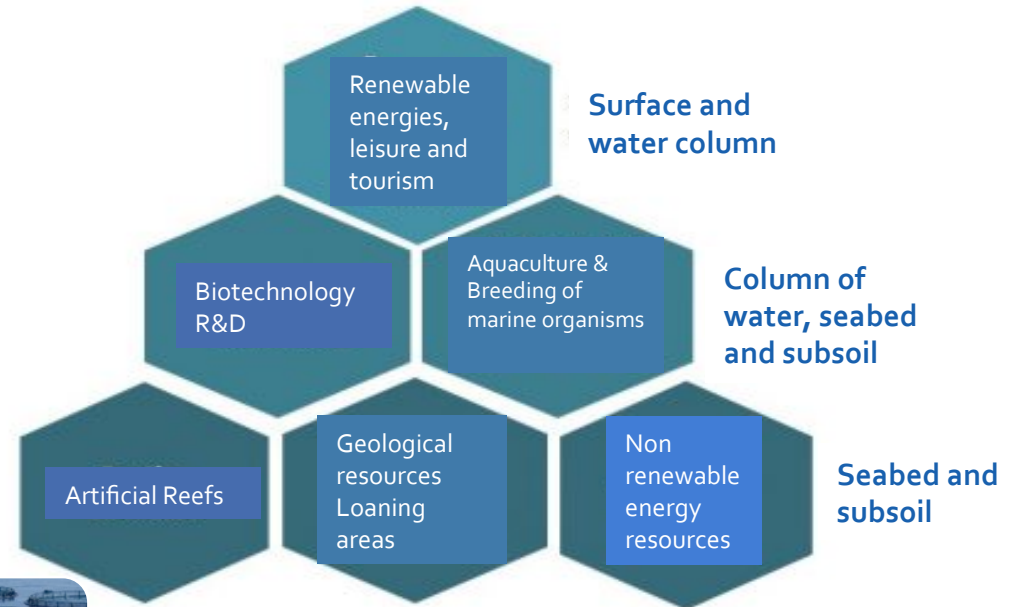 Renewable
energies,
leisure and
tourism
Surface and
water column
Biotechnology
R&D
Aquaculture &
Breeding of
marine organisms
Column of
water, seabed
and subsoil
Artificial Reefs
Geological
resources
Loaning
areas
Non
renewable
energy
resources
Seabed and
subsoil